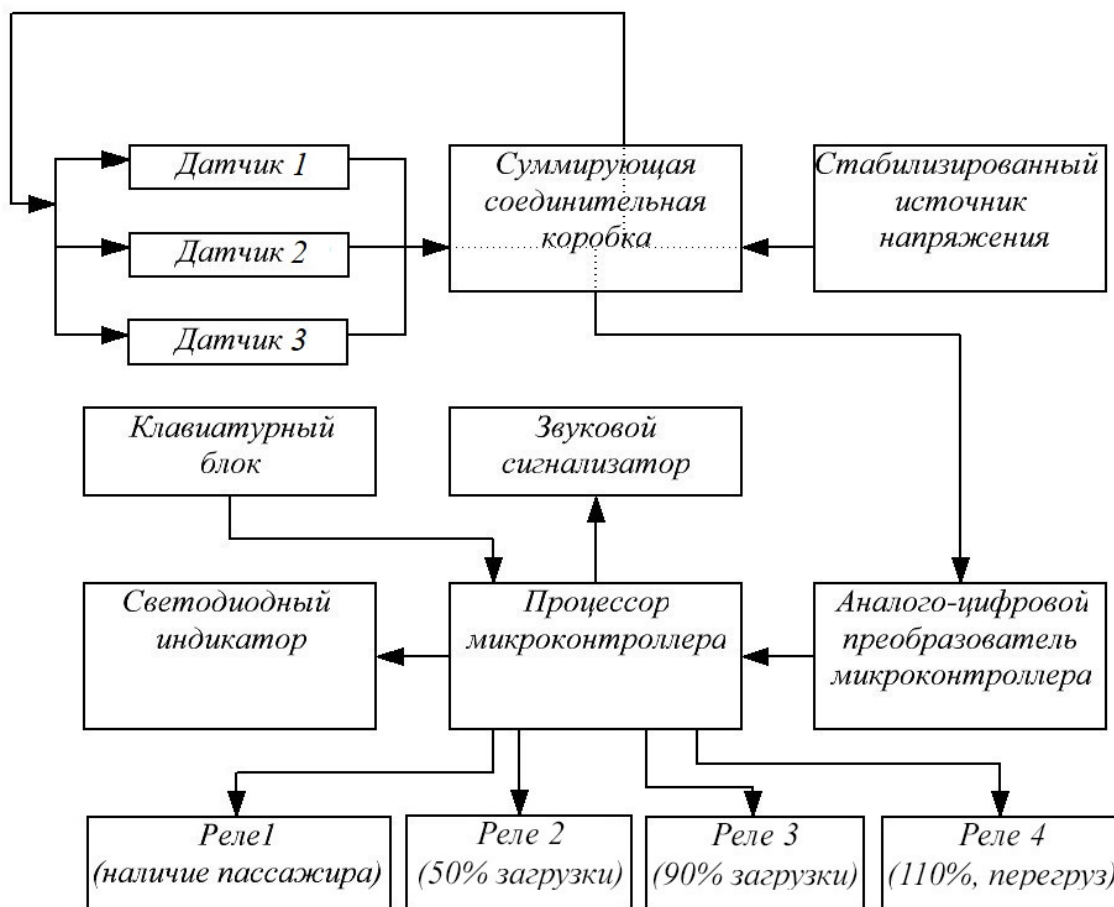 Датчик 1
Датчик 2
Датчик 3
Суммирующая
соединительная
коробка
Стабилизированный
источник
напряжения
Клавиатурный
блок
Звуковой
сигнализатор
Светодиодный
индикатор
Процессор
микроконтроллера
Аналого-цифровой
преобразователь
микроконтроллера
Реле1
(наличие пассажира)
Реле 2
(50% загрузки)
Реле 3
(90% загрузки)
Реле 4
(110%, перегруз)